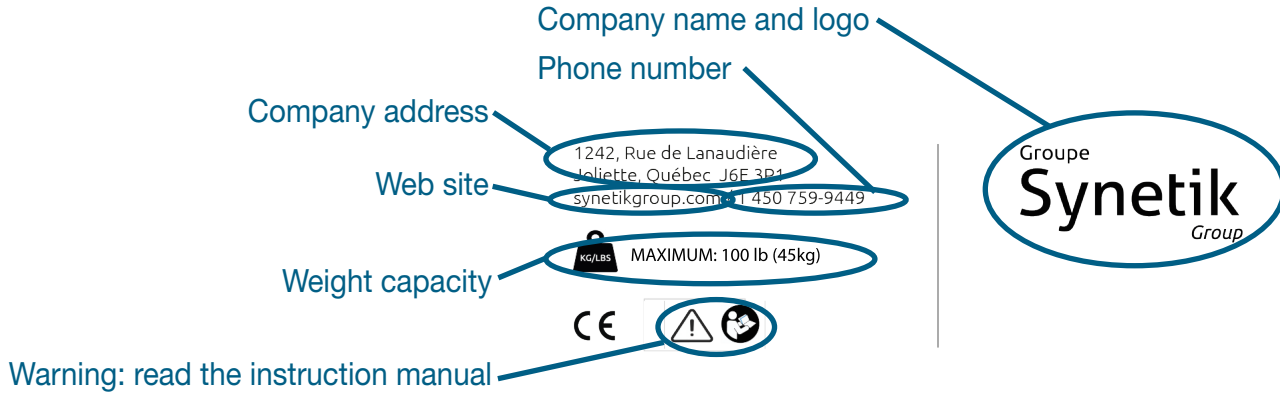 Company name and logo
Phone number
Company address
1242, Rue de Lanaudière
Joliette, Québec J6E 3P1
Web site
synetikgroup.com / 1 450 759-9449
KG/LBS
MAXIMUM: 100 lb (45kg)
Weight capacity
CE
Warning: read the instruction manual
Groupe
Synetik
Group